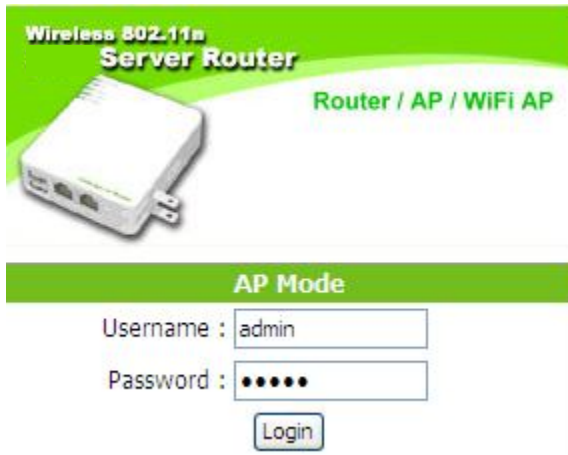 Wireless 802.11n
Server Router
Router / AP / WiFi AP
AP Mode
Username : admin
Password : •••••
Login